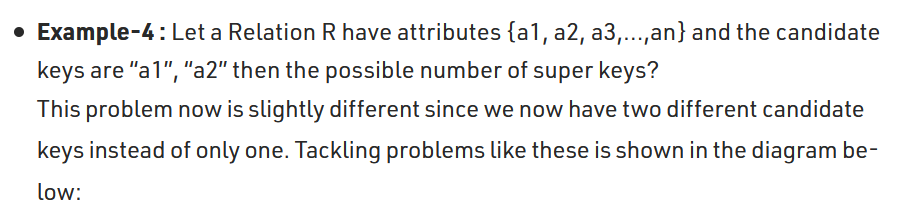 • Example-4 : Let a Relation R have attributes {a1, a2, a3,...,an} and the candidate
keys are “a1”, “a2” then the possible number of super keys?
This problem now is slightly different since we now have two different candidate
keys instead of only one. Tackling problems like these is shown in the diagram be-
low: